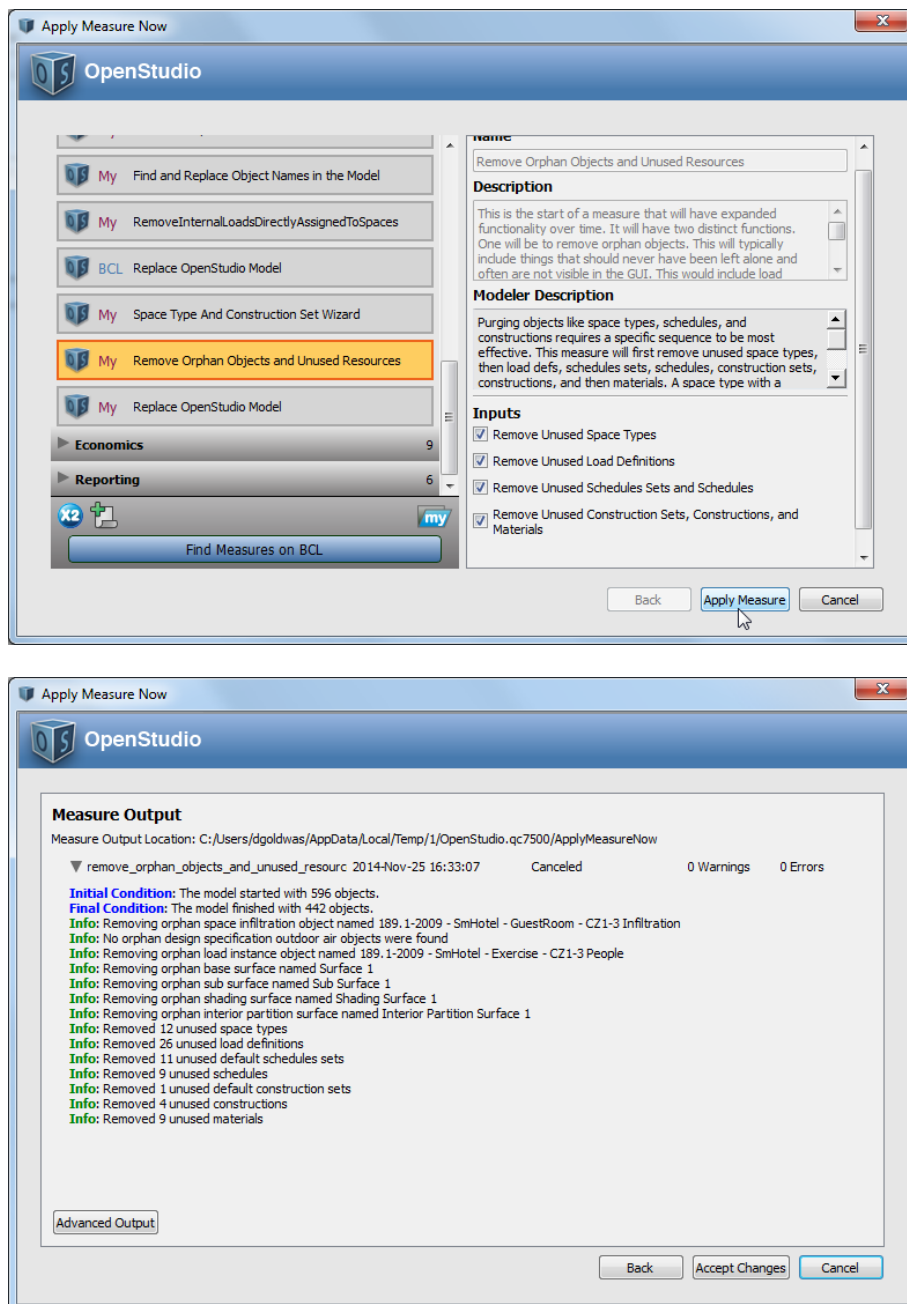 Apply Measure Now
OpenStudio
Name
My Find and Replace Object Names in the Model
Remove Orphan Objects and Unused Resources
Description
My RemoveInternalLoadsDirectlyAssignedToSpaces
This is the start of a measure that will have expanded
functionality over time. It will have two distinct functions.
One will be to remove orphan objects. This will typically
include things that should never have been left alone and
often are not visible in the GUI. This would include load
BCL Replace OpenStudio Model
Modeler Description
My Space Type And Construction Set Wizard
Purging objects like space types, schedules, and
constructions requires a specific sequence to be most
effective. This measure will first remove unused space types,
then load defs, schedules sets, schedules, construction sets,
constructions, and then materials. A space type with a
My Remove Orphan Objects and Unused Resources
My Replace OpenStudio Model
Inputs
Remove Unused Space Types
Economics 9
Remove Unused Load Definitions
Reporting 6
Remove Unused Schedules Sets and Schedules
X2
my
Remove Unused Construction Sets, Constructions, and
Materials
Find Measures on BCL
Back Apply Measure Cancel
Apply Measure Now
OpenStudio
Measure Output
Measure Output Location: C:/Users/dgoldwas/AppData/Local/Temp/1/OpenStudio.qc7500/ApplyMeasureNow
remove_orphan_objects_and_unused_resourc 2014-Nov-25 16:33:07 Canceled 0 Warnings 0 Errors
Initial Condition: The model started with 596 objects.
Final Condition: The model finished with 442 objects.
Info: Removing orphan space infiltration object named 189.1-2009 - SmHotel - GuestRoom - CZ1-3 Infiltration
Info: No orphan design specification outdoor air objects were found
Info: Removing orphan load instance object named 189.1-2009 - SmHotel - Exercise - CZ1-3 People
Info: Removing orphan base surface named Surface 1
Info: Removing orphan sub surface named Sub Surface 1
Info: Removing orphan shading surface named Shading Surface 1
Info: Removing orphan interior partition surface named Interior Partition Surface 1
Info: Removed 12 unused space types
Info: Removed 26 unused load definitions
Info: Removed 11 unused default schedules sets
Info: Removed 9 unused schedules
Info: Removed 1 unused default construction sets
Info: Removed 4 unused constructions
Info: Removed 9 unused materials
Advanced Output
Back Accept Changes Cancel